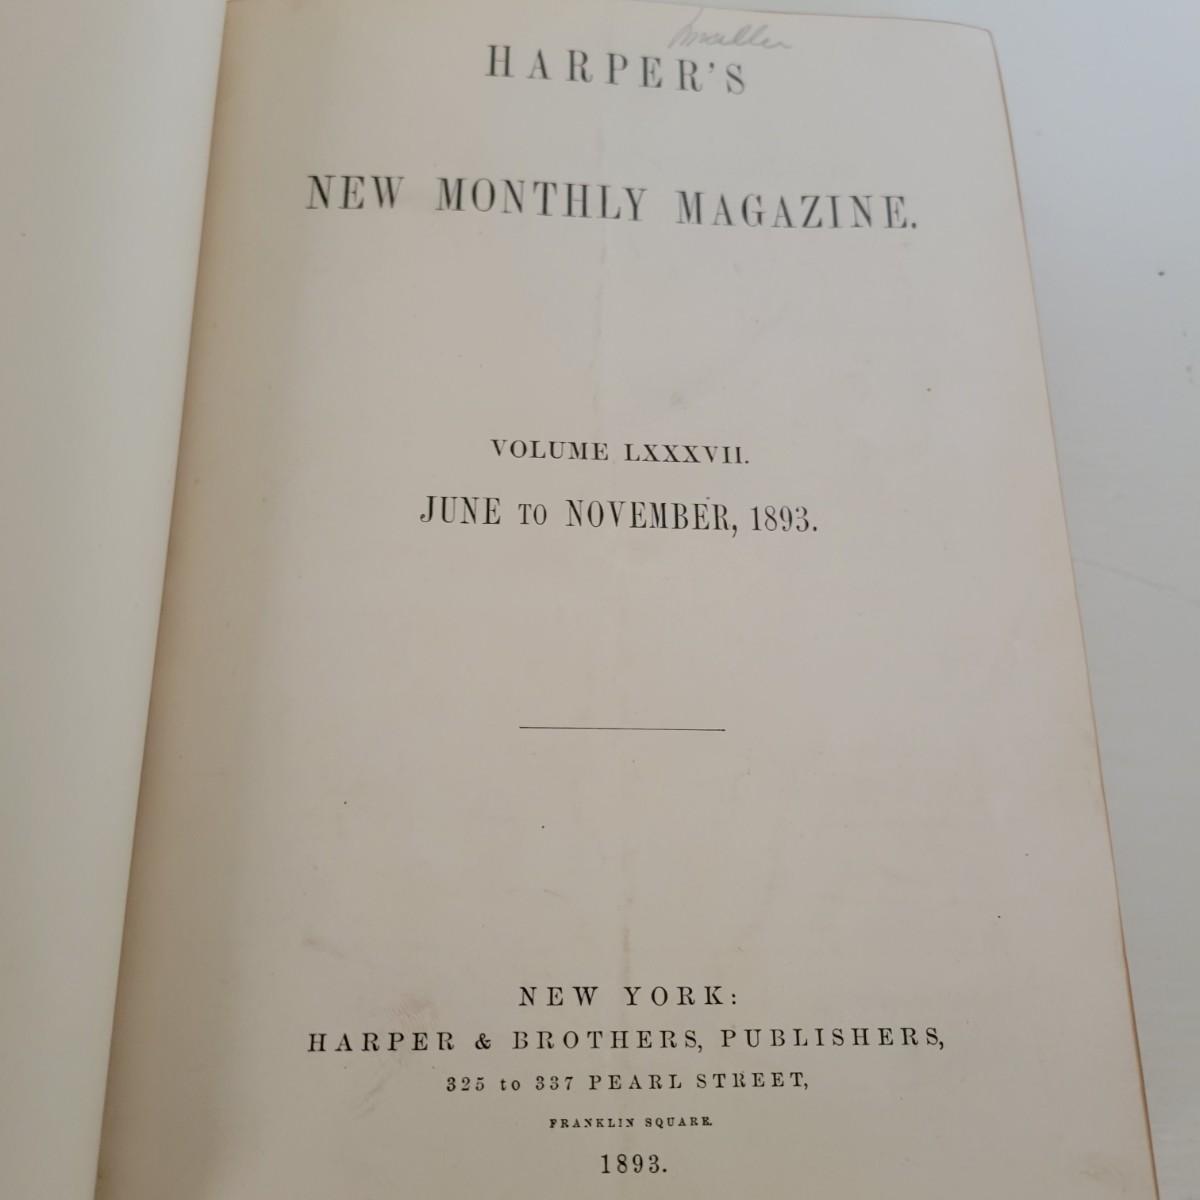 HARPER'S
NEW MONTHLY MAGAZINE.
VOLUME LXXXVII.
JUNE TO NOVEMBER, 1893.
NEW YORK:
HARPER & BROTHERS, PUBLISHERS,
325 to 337 PEARL STREET,
FRANKLIN SQUARE.
1893.